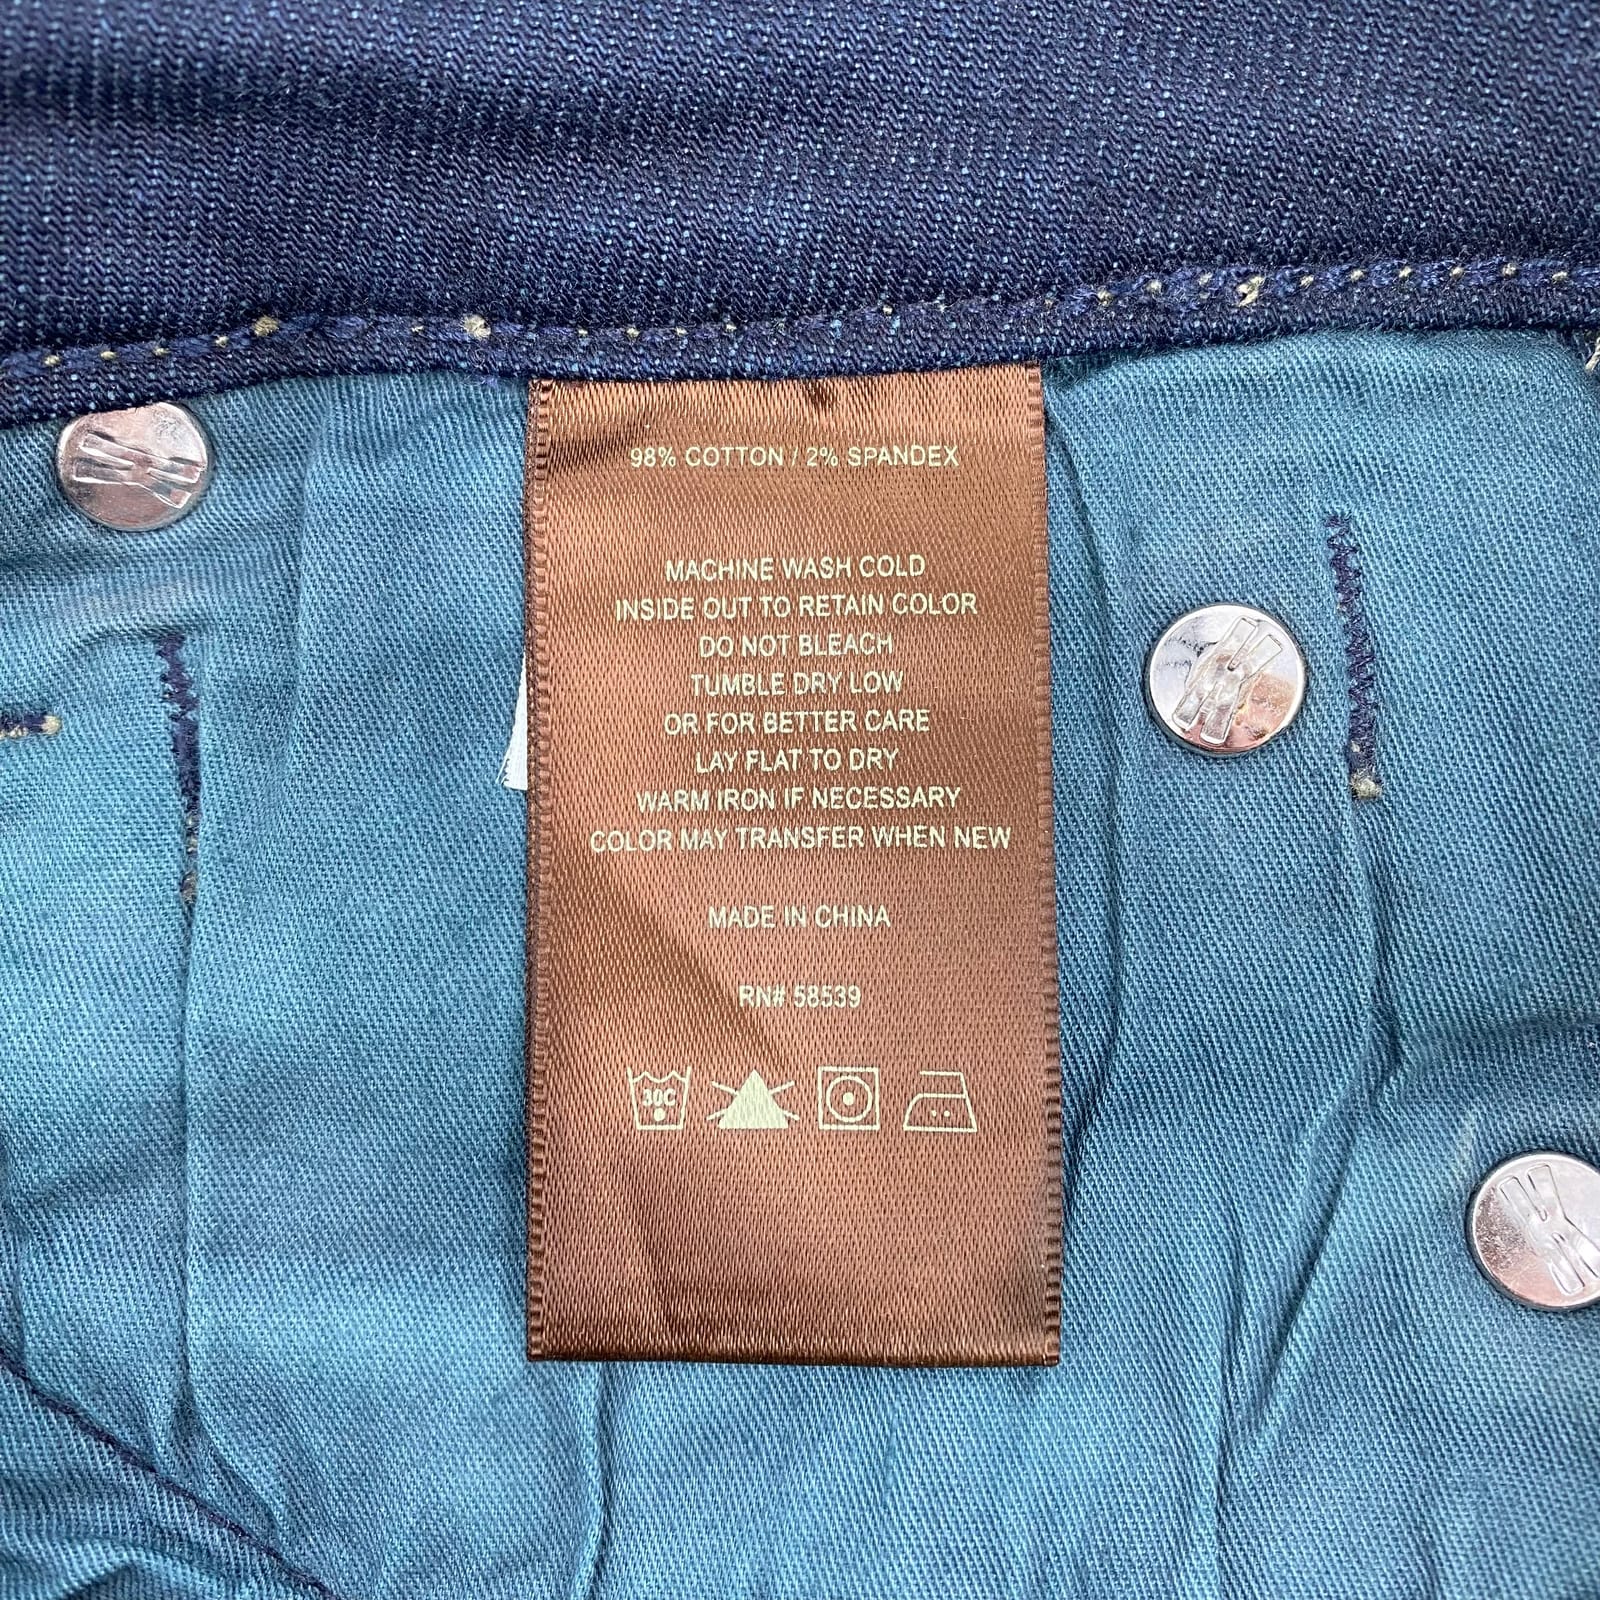 98% COTTON / 2% SPANDEX
MACHINE WASH COLD
INSIDE OUT TO RETAIN COLOR
DO NOT BLEACH
TUMBLE DRY LOW
OR FOR BETTER CARE
LAY FLAT TO DRY
WARM IRON IF NECESSARY
COLOR MAY TRANSFER WHEN NEW
MADE IN CHINA
RN# 58539
30C